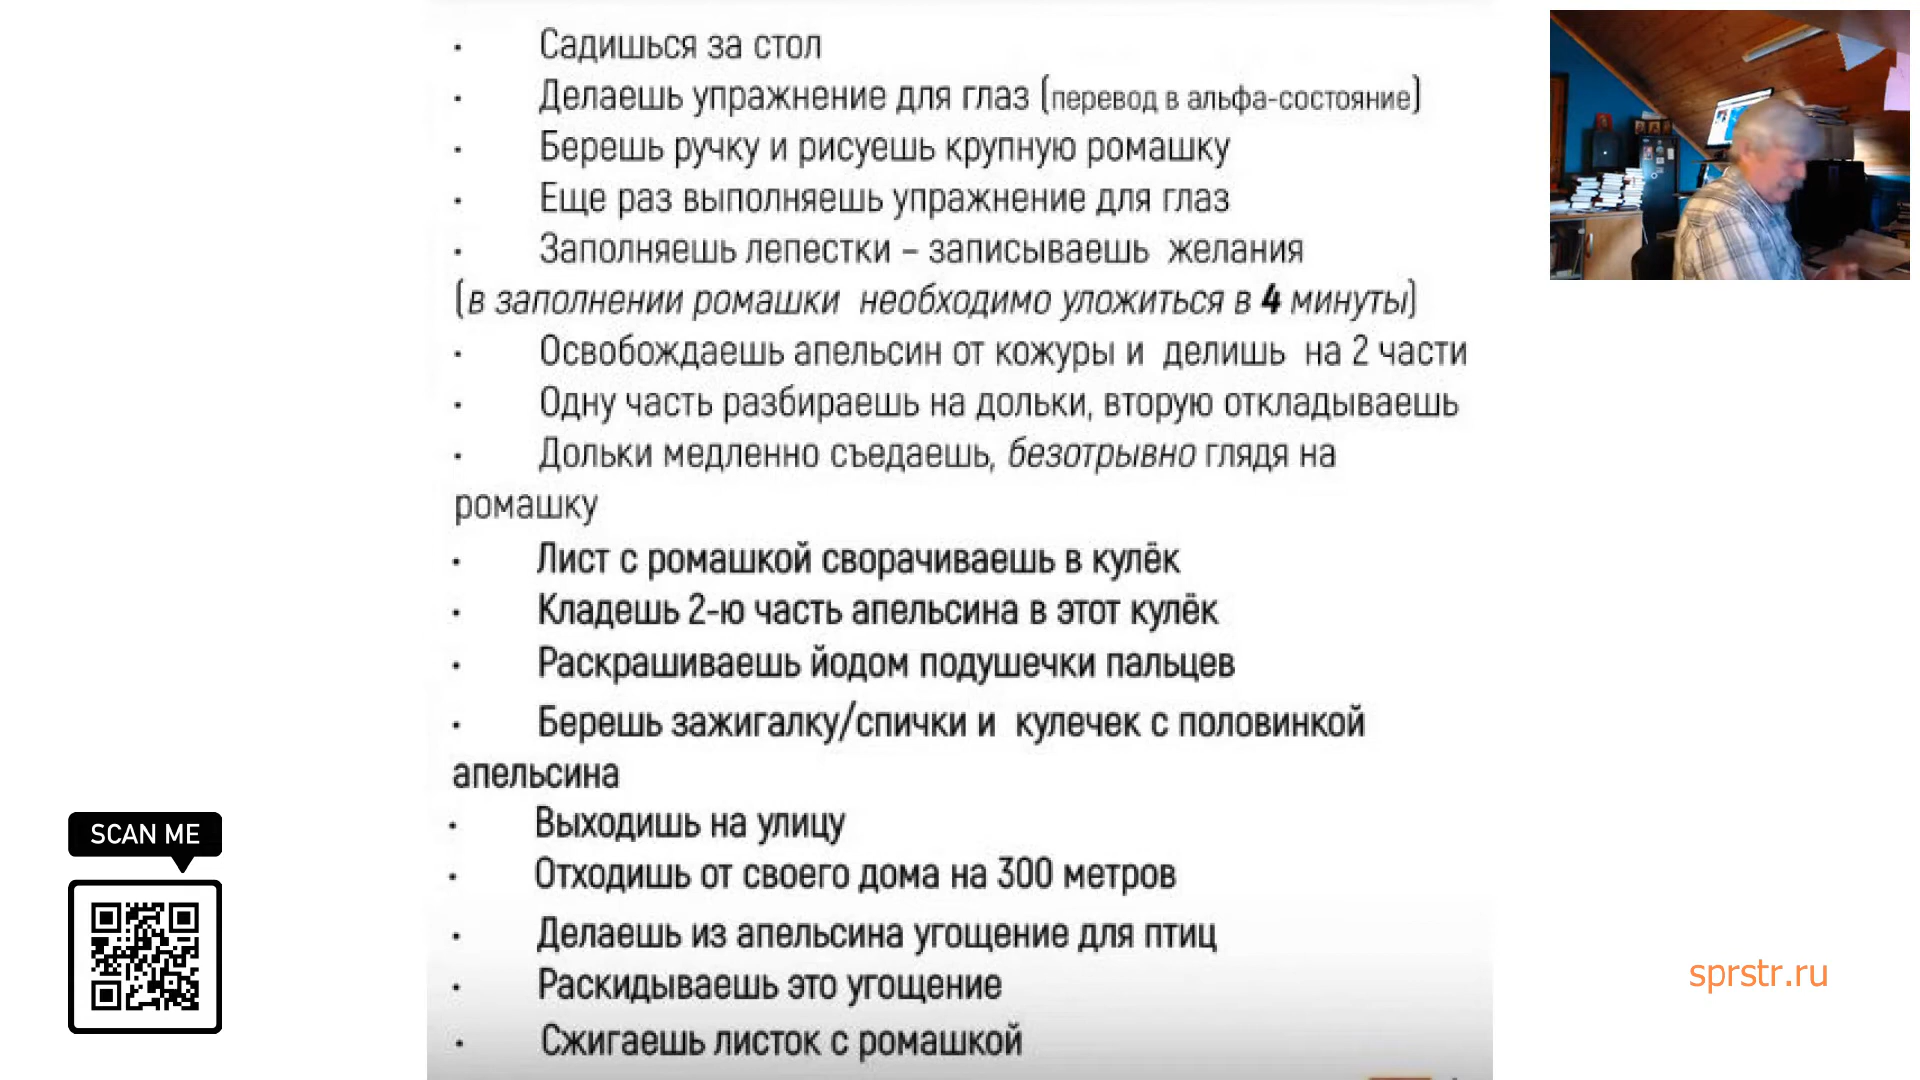 • Садишься за стол
• Делаешь упражнение для глаз (перевод в альфа-состояние)
• Берешь ручку и рисуешь крупную ромашку
• Еще раз выполняешь упражнение для глаз
• Заполняешь лепестки – записываешь желания
(в заполнении ромашки необходимо уложиться в 4 минуты)
• Освобождаешь апельсин от кожуры и делишь на 2 части
• Одну часть разбираешь на дольки, вторую откладываешь
• Дольки медленно съедаешь, безотрывно глядя на
ромашку
• Лист с ромашкой сворачиваешь в кулёк
• Кладешь 2-ю часть апельсина в этот кулёк
• Раскрашиваешь йодом подушечки пальцев
• Берешь зажигалку/спички и кулечек с половинкой
апельсина
• Выходишь на улицу
• Отходишь от своего дома на 300 метров
• Делаешь из апельсина угощение для птиц
• Раскидываешь это угощение
• Сжигаешь листок с ромашкой
SCAN ME
sprstr.ru